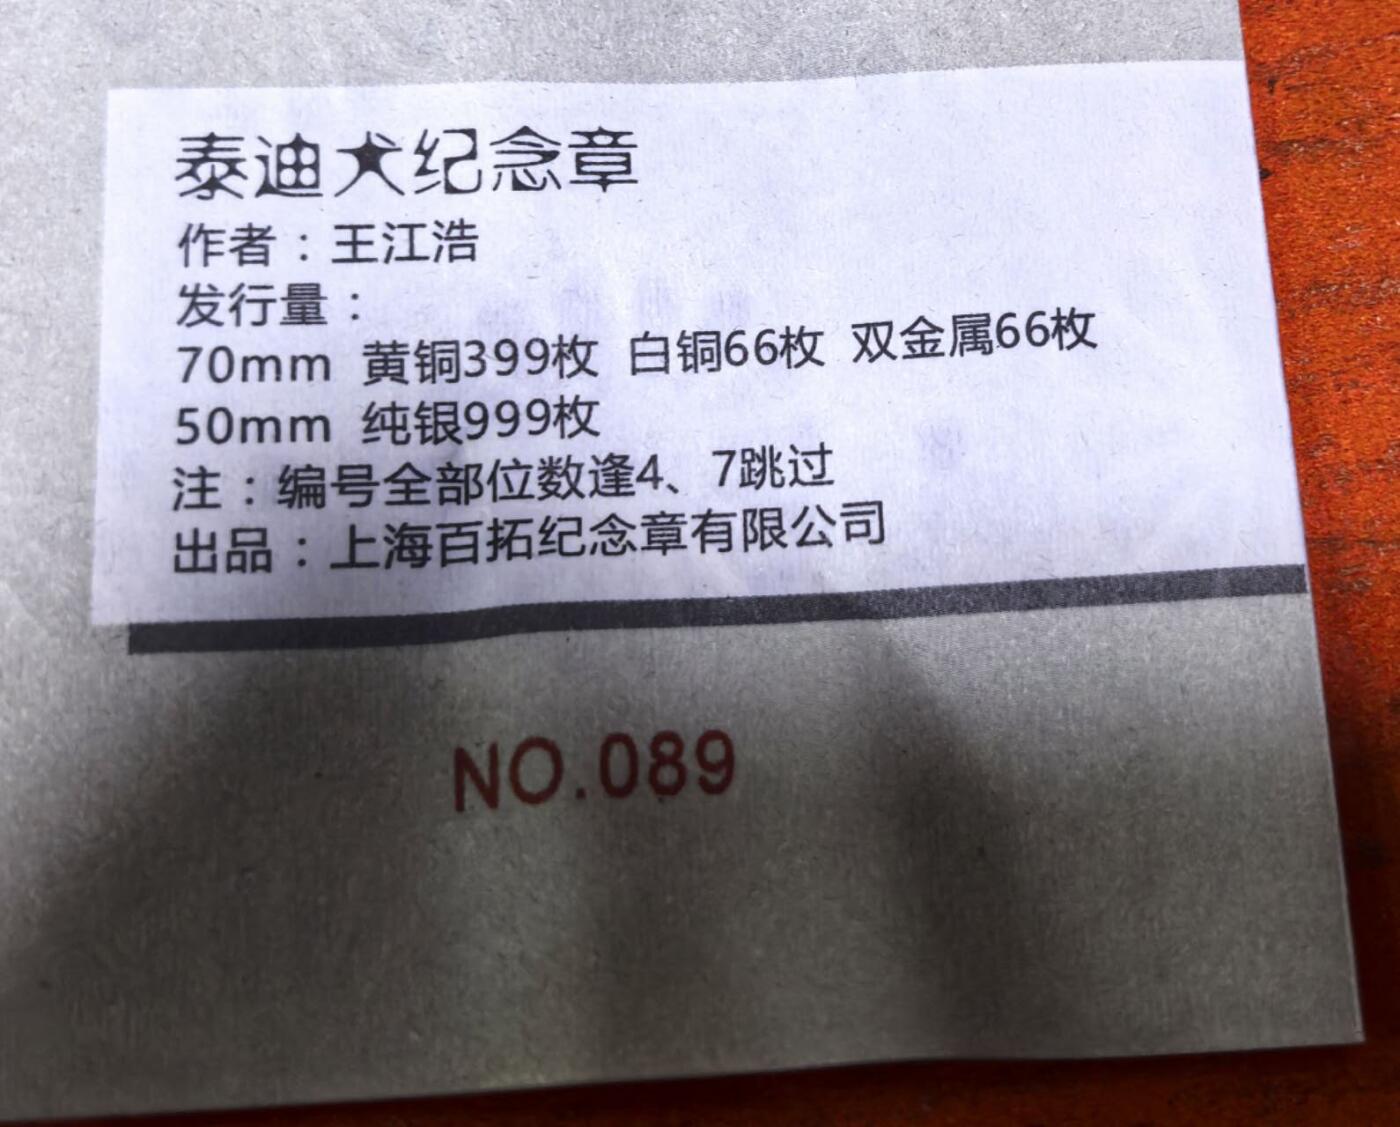 泰迪犬纪念章
作者：王江浩
发行量：
70mm 黄铜399枚 白铜66枚 双金属66枚
50mm 纯银999枚
注：编号全部位数逢4、7跳过
出品：上海百拓纪念章有限公司
NO.089